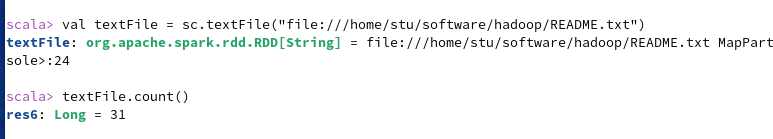 scala> val textFile = sc.textFile("file:///home/stu/software/hadoop/README.txt")
textFile: org.apache.spark.rdd.RDD[String] = file:///home/stu/software/hadoop/README.txt MapPart
sole>:24
scala> textFile.count()
res6: Long = 31